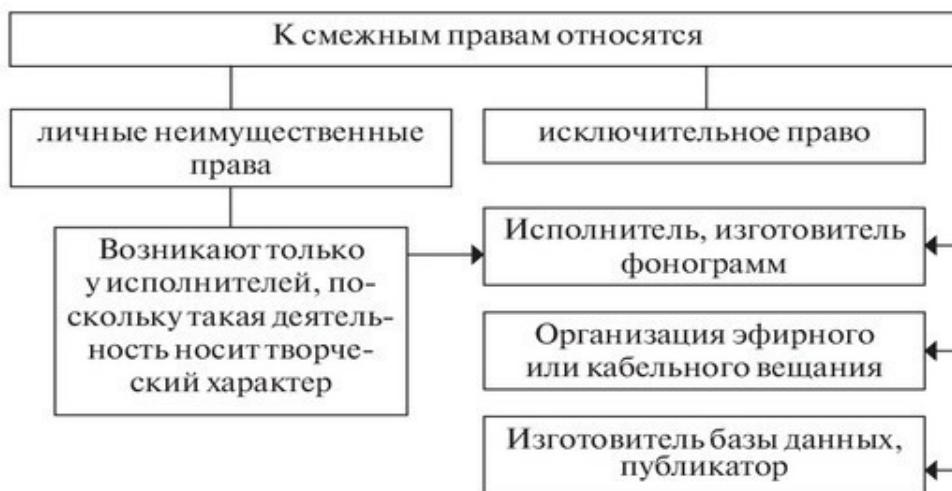 К смежным правам относятся
личные неимущественные
права
исключительное право
Возникают только
у исполнителей, по-
скольку такая деятель-
ность носит творче-
ский характер
Исполнитель, изготовитель
фонограмм
Организация эфирного
или кабельного вещания
Изготовитель базы данных,
публикатор